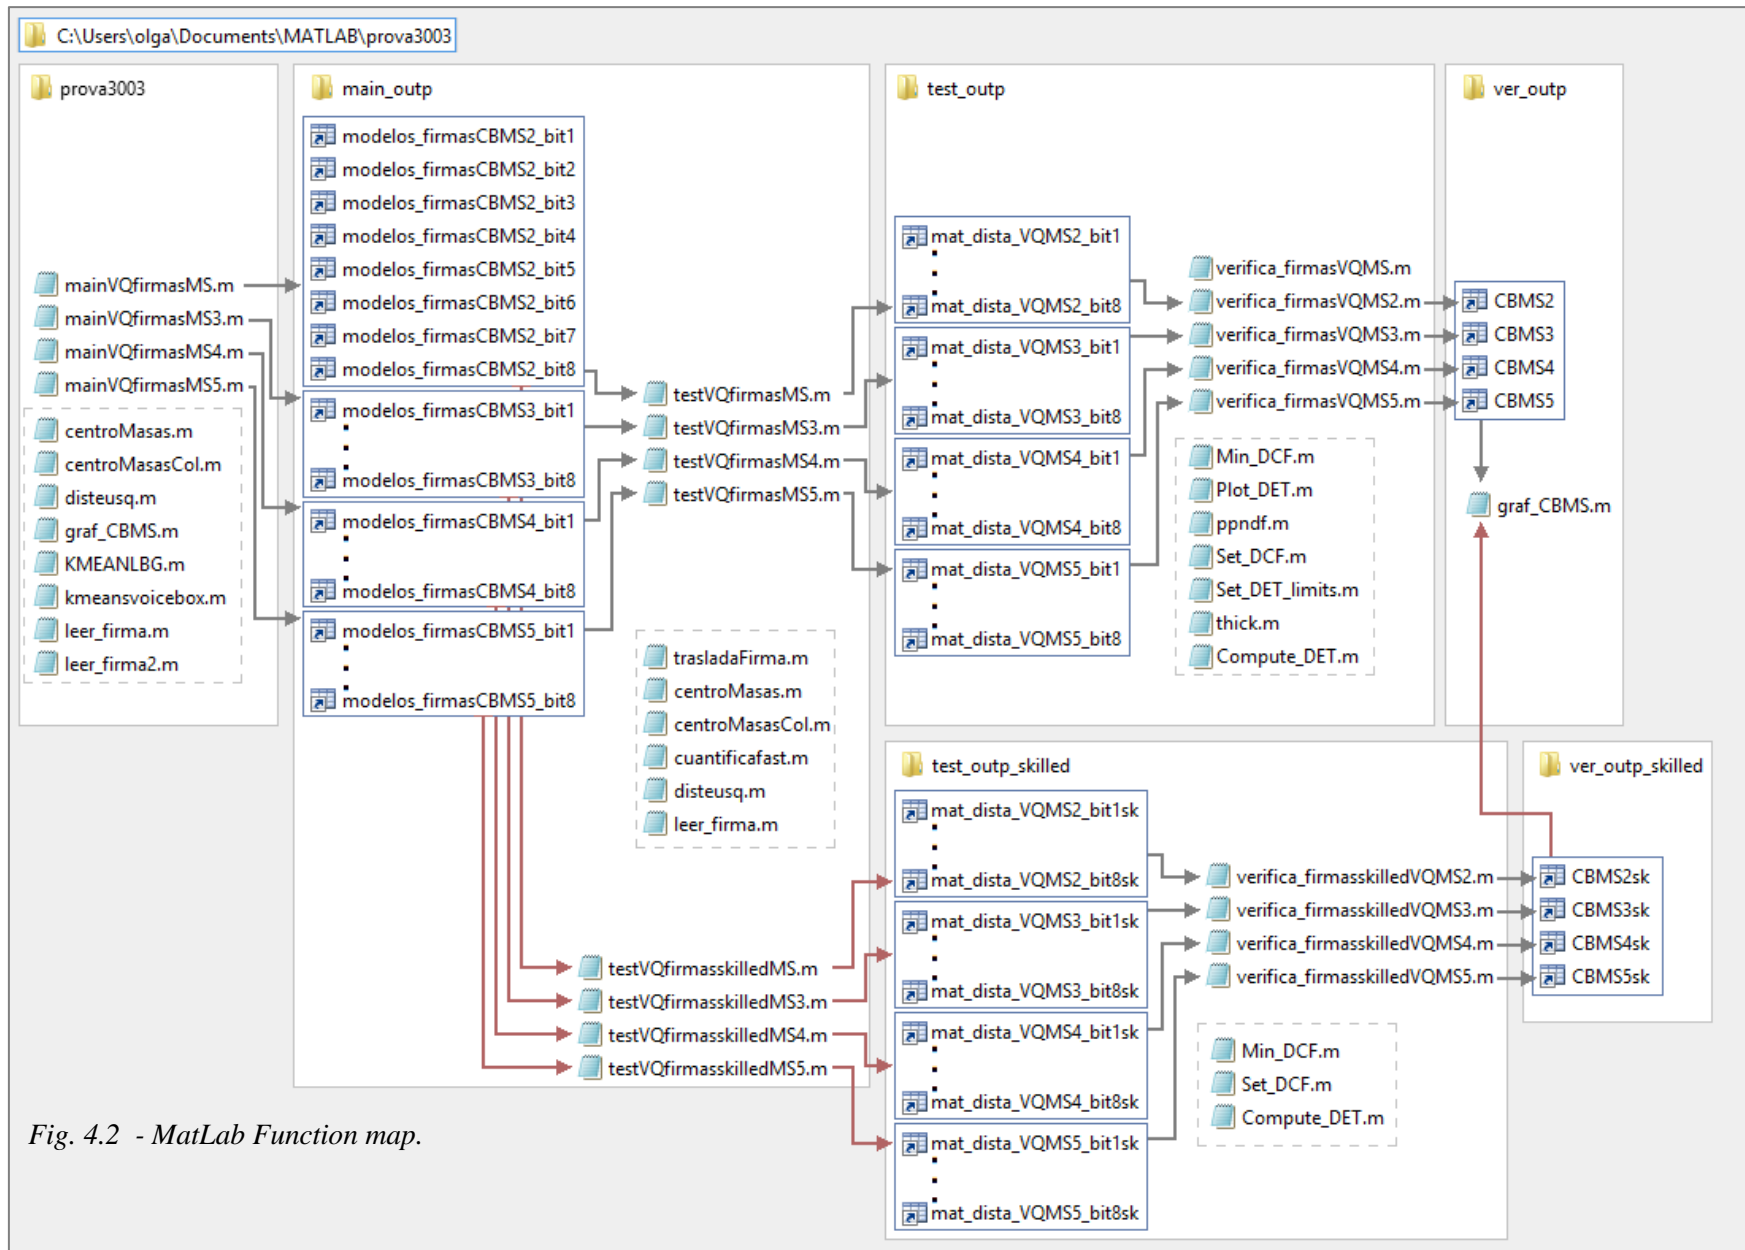 C:\Users\olga\Documents\MATLAB\prova3003
prova3003
mainVQfirmasMS.m
mainVQfirmasMS3.m
mainVQfirmasMS4.m
mainVQfirmasMS5.m
centroMasas.m
centroMasasCol.m
disteusq.m
graf_CBMS.m
KMEANLBG.m
kmeansvoicebox.m
leer_firma.m
leer_firma2.m
main_outp
modelos_firmasCBMS2_bit1
modelos_firmasCBMS2_bit2
modelos_firmasCBMS2_bit3
modelos_firmasCBMS2_bit4
modelos_firmasCBMS2_bit5
modelos_firmasCBMS2_bit6
modelos_firmasCBMS2_bit7
modelos_firmasCBMS2_bit8
modelos_firmasCBMS3_bit1
modelos_firmasCBMS3_bit8
modelos_firmasCBMS4_bit1
modelos_firmasCBMS4_bit8
modelos_firmasCBMS5_bit1
modelos_firmasCBMS5_bit8
testVQfirmasMS.m
testVQfirmasMS3.m
testVQfirmasMS4.m
testVQfirmasMS5.m
trasladaFirma.m
centroMasas.m
centroMasasCol.m
cuantificafast.m
disteusq.m
leer_firma.m
testVQfirmasskilledMS.m
testVQfirmasskilledMS3.m
testVQfirmasskilledMS4.m
testVQfirmasskilledMS5.m
test_outp
mat_dista_VQMS2_bit1
mat_dista_VQMS2_bit8
mat_dista_VQMS3_bit1
mat_dista_VQMS3_bit8
mat_dista_VQMS4_bit1
mat_dista_VQMS4_bit8
mat_dista_VQMS5_bit1
mat_dista_VQMS5_bit8
verifica_firmasVQMS.m
verifica_firmasVQMS2.m
verifica_firmasVQMS3.m
verifica_firmasVQMS4.m
verifica_firmasVQMS5.m
Min_DCF.m
Plot_DET.m
ppndf.m
Set_DCF.m
Set_DET_limits.m
thick.m
Compute_DET.m
ver_outp
CBMS2
CBMS3
CBMS4
CBMS5
graf_CBMS.m
test_outp_skilled
mat_dista_VQMS2_bit1sk
mat_dista_VQMS2_bit8sk
mat_dista_VQMS3_bit1sk
mat_dista_VQMS3_bit8sk
mat_dista_VQMS4_bit1sk
mat_dista_VQMS4_bit8sk
mat_dista_VQMS5_bit1sk
mat_dista_VQMS5_bit8sk
verifica_firmasskilledVQMS2.m
verifica_firmasskilledVQMS3.m
verifica_firmasskilledVQMS4.m
verifica_firmasskilledVQMS5.m
Min_DCF.m
Set_DCF.m
Compute_DET.m
ver_outp_skilled
CBMS2sk
CBMS3sk
CBMS4sk
CBMS5sk
Fig. 4.2 - MatLab Function map.